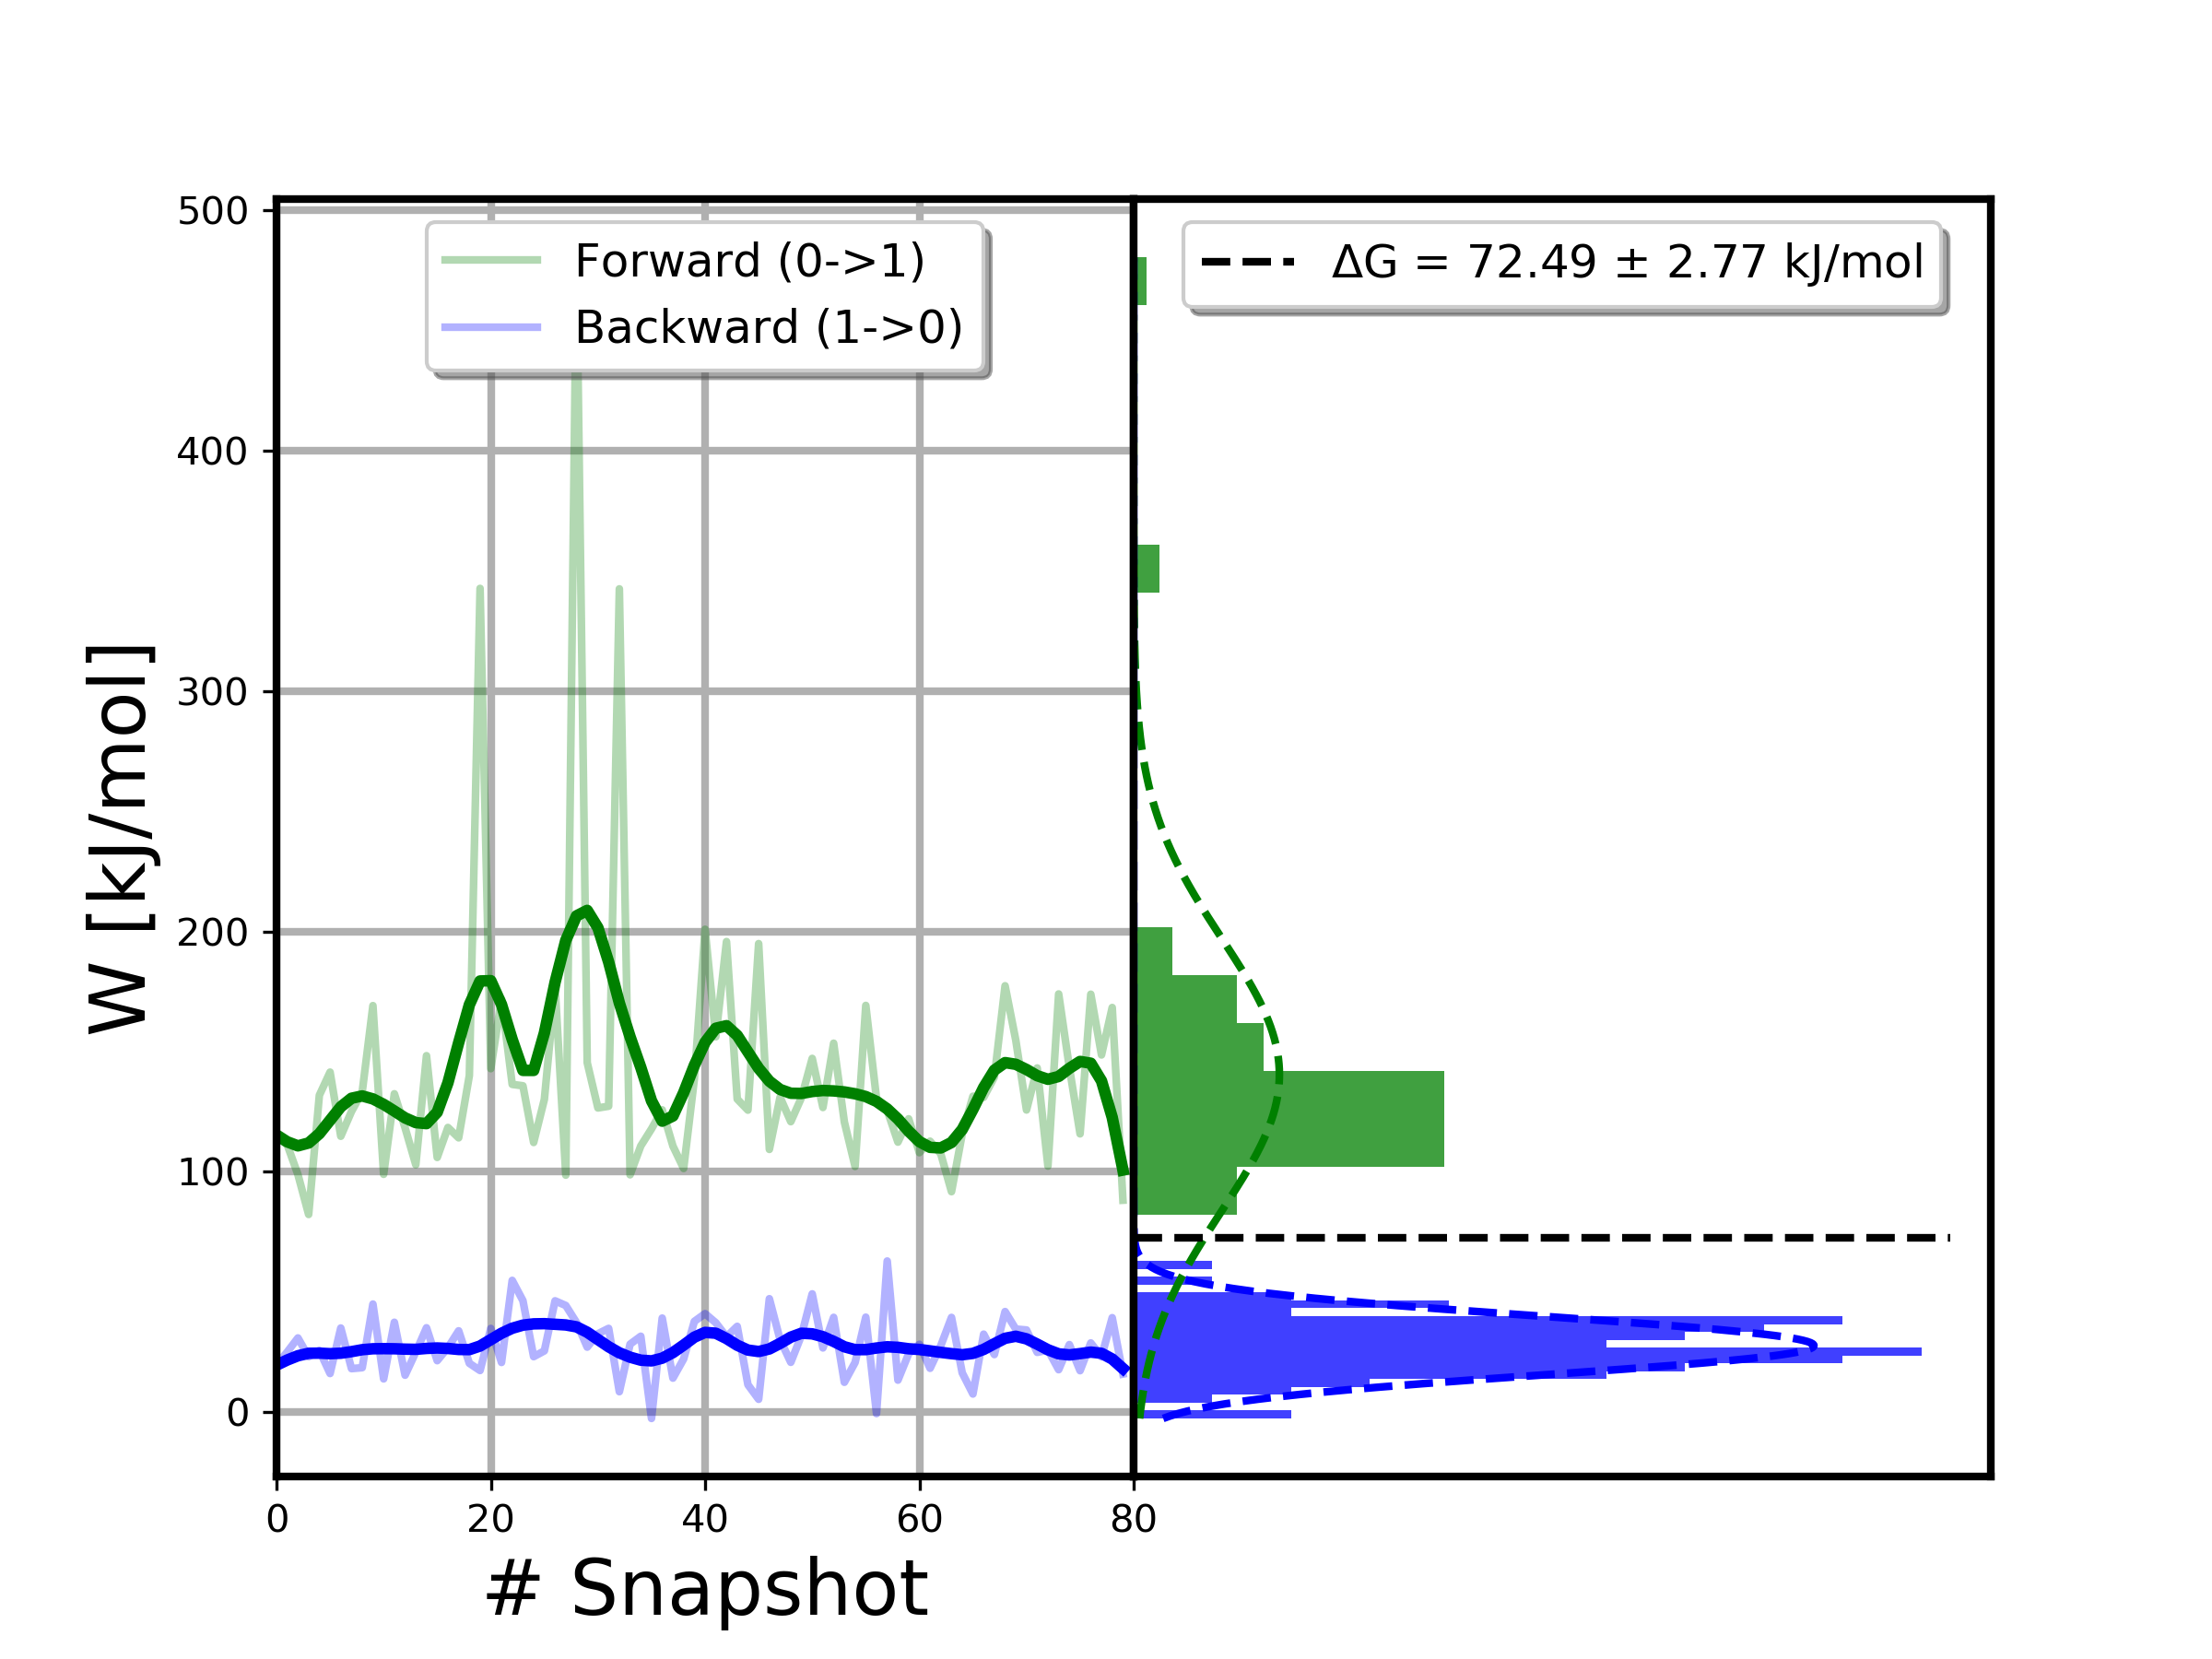 500
400
300
200
100
0
W [kJ/mol]
Forward (0->1)
Backward (1->0)
ΔG = 72.49 ± 2.77 kJ/mol
0 20 40 60 80
# Snapshot